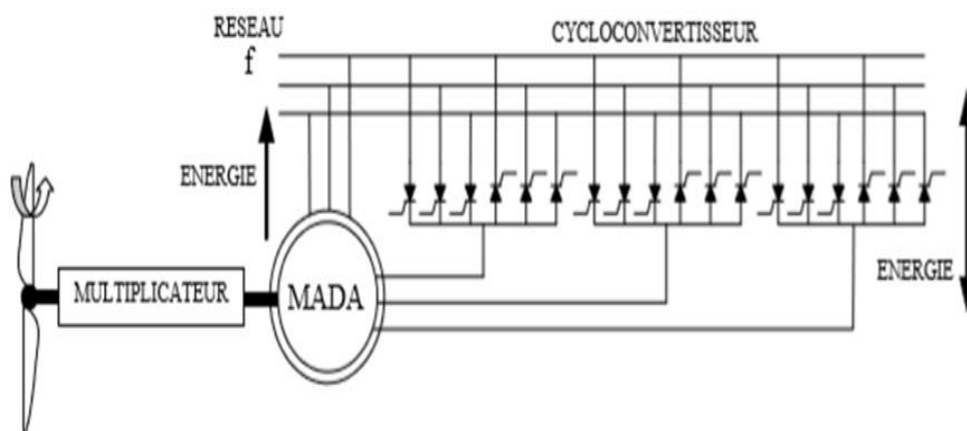 RESEAU
f
CYCLOCONVERTISSEUR
ENERGIE
ENERGIE
MULTIPLICATEUR
MADA